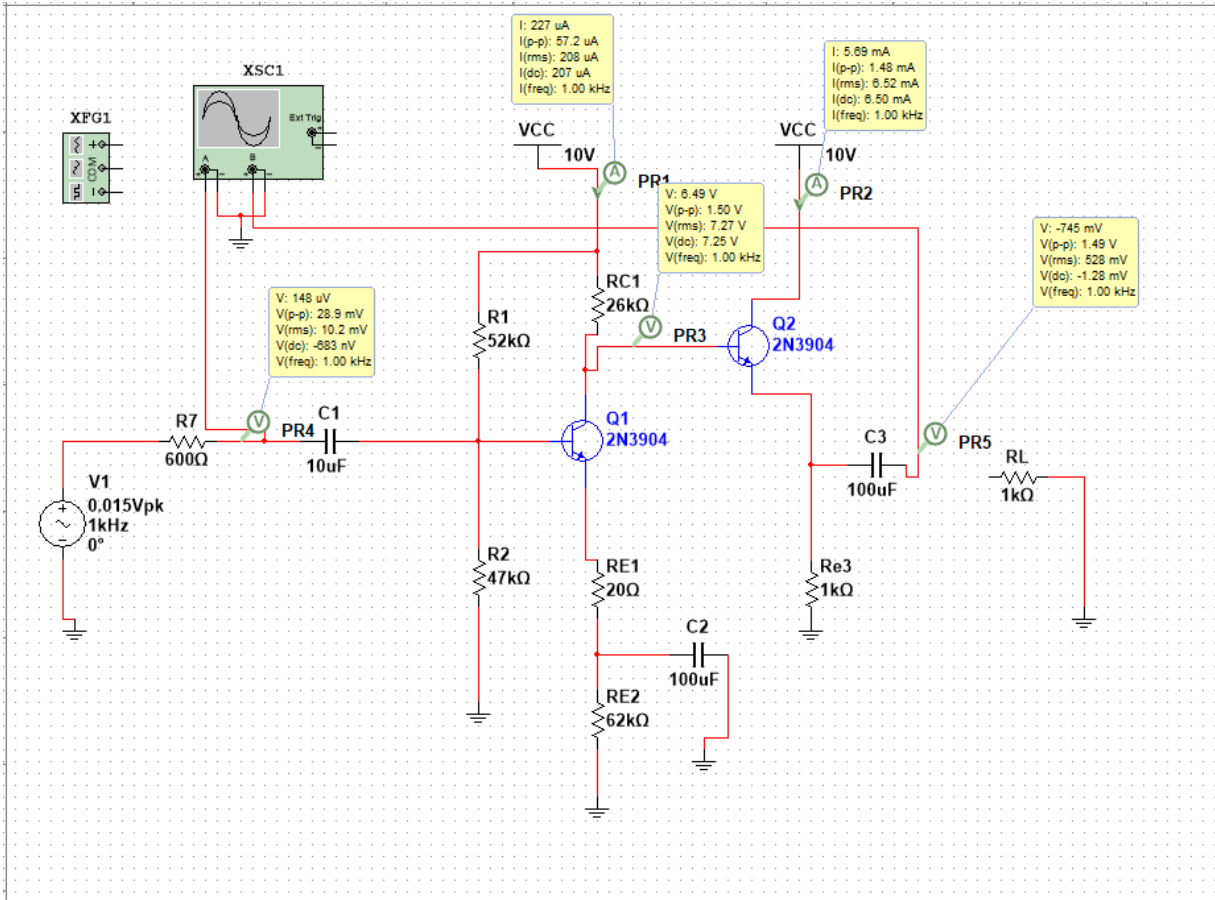 I: 227 uA
I(p-p): 57.2 uA
I(rms): 208 uA
I(dc): 207 uA
I(freq): 1.00 kHz
I: 5.69 mA
I(p-p): 1.48 mA
I(rms): 6.52 mA
I(dc): 6.50 mA
I(freq): 1.00 kHz
XSC1
Ext Trig
A
B
XFG1
COM
VCC
10V
A
PR1
VCC
10V
A
PR2
V: 6.49 V
V(p-p): 1.50 V
V(rms): 7.27 V
V(dc): 7.25 V
V(freq): 1.00 kHz
V: -745 mV
V(p-p): 1.49 V
V(rms): 528 mV
V(dc): -1.28 mV
V(freq): 1.00 kHz
V: 148 uV
V(p-p): 28.9 mV
V(rms): 10.2 mV
V(dc): -683 nV
V(freq): 1.00 kHz
R1
52kΩ
RC1
26kΩ
V
PR3
Q2
2N3904
R7
600Ω
V
PR4
C1
10uF
Q1
2N3904
V
PR5
C3
100uF
RL
1kΩ
V1
0.015Vpk
1kHz
0°
R2
47kΩ
RE1
20Ω
Re3
1kΩ
C2
100uF
RE2
62kΩ